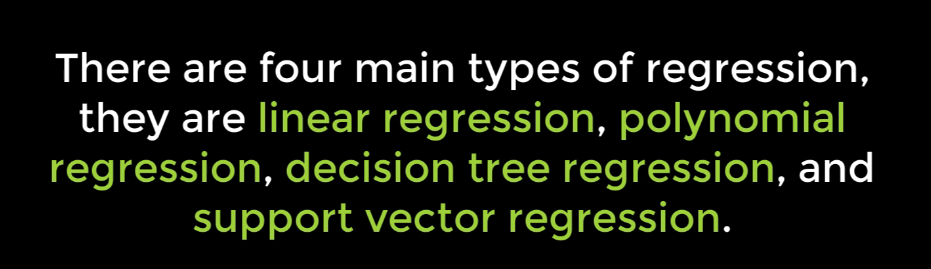 There are four main types of regression,
they are linear regression, polynomial
regression, decision tree regression, and
support vector regression.